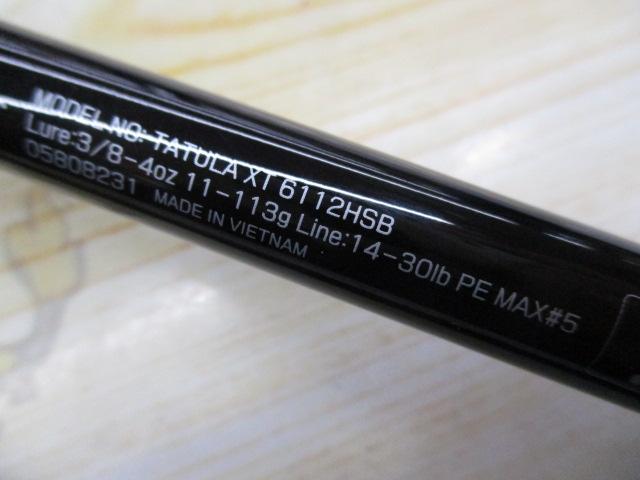 MODEL NO: TATULA XT 6112HSB
Lure:3/8-4oz 11-113g Line:14-30lb PE MAX#5
05808231 MADE IN VIETNAM